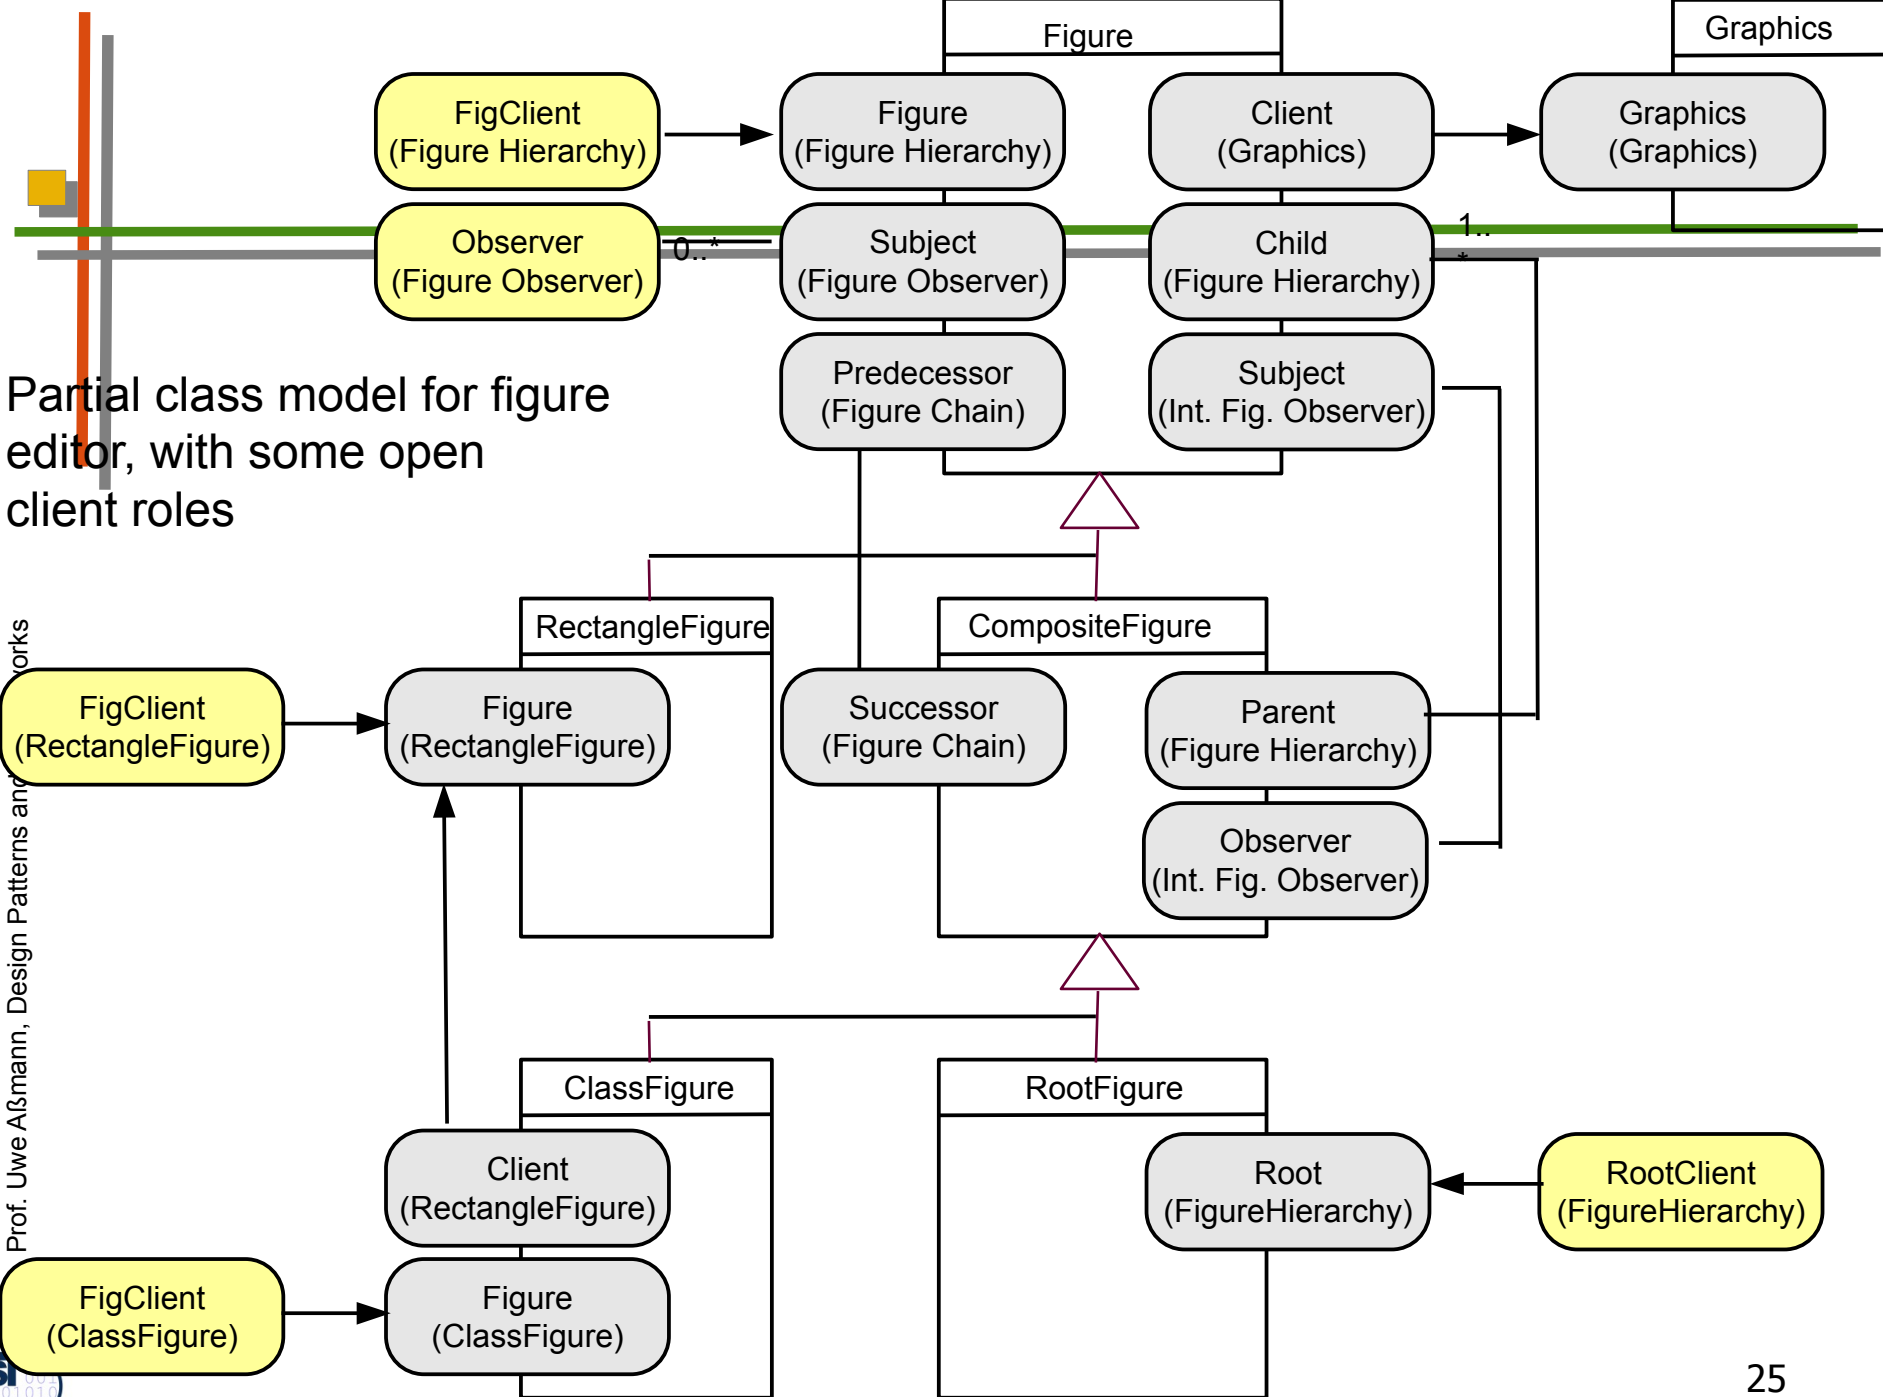 Figure
Graphics
FigClient
(Figure Hierarchy)
Figure
(Figure Hierarchy)
Client
(Graphics)
Graphics
(Graphics)
Observer
(Figure Observer)
0..*
Subject
(Figure Observer)
Child
(Figure Hierarchy)
1..
*
Predecessor
(Figure Chain)
Subject
(Int. Fig. Observer)
Partial class model for figure
editor, with some open
client roles
RectangleFigure
CompositeFigure
FigClient
(RectangleFigure)
Figure
(RectangleFigure)
Successor
(Figure Chain)
Parent
(Figure Hierarchy)
Observer
(Int. Fig. Observer)
ClassFigure
RootFigure
Client
(RectangleFigure)
Root
(FigureHierarchy)
RootClient
(FigureHierarchy)
FigClient
(ClassFigure)
Figure
(ClassFigure)
Prof. Uwe Aßmann, Design Patterns and
25